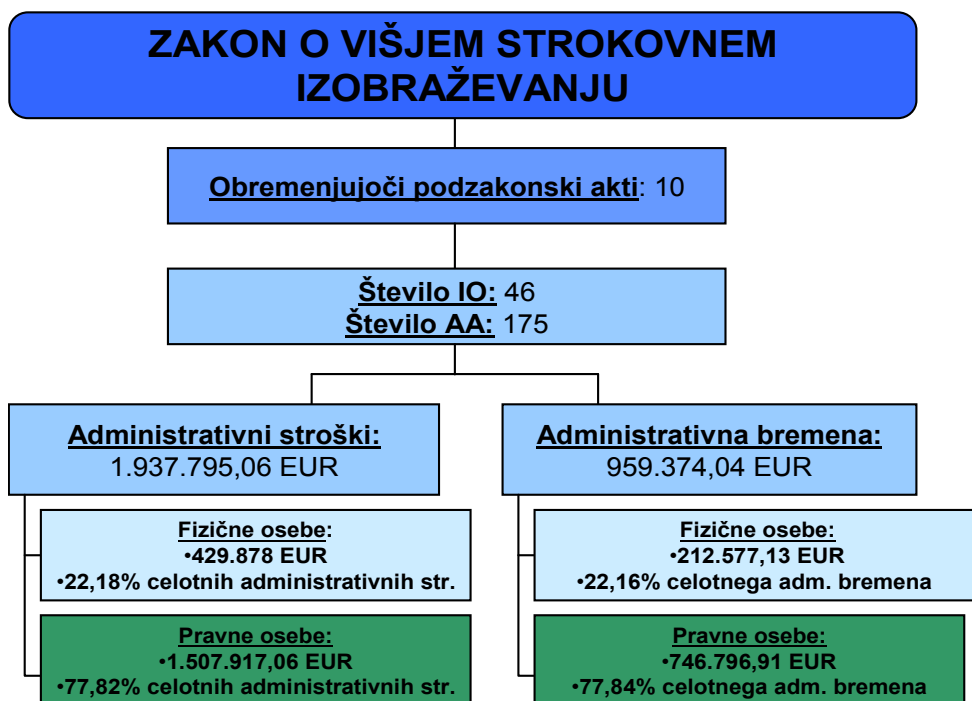 ZAKON O VIŠJEM STROKOVNEM
IZOBRAŽEVANJU
Obremenjujoči podzakonski akti: 10
Število IO: 46
Število AA: 175
Administrativni stroški:
1.937.795,06 EUR
Fizične osebe:
•429.878 EUR
•22,18% celotnih administrativnih str.
Pravne osebe:
•1.507.917,06 EUR
•77,82% celotnih administrativnih str.
Administrativna bremena:
959.374,04 EUR
Fizične osebe:
•212.577,13 EUR
•22,16% celotnega adm. bremena
Pravne osebe:
•746.796,91 EUR
•77,84% celotnega adm. bremena